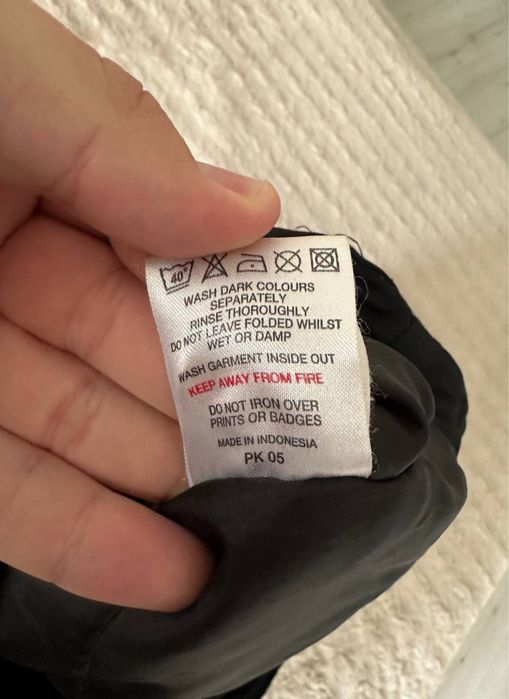 40°
WASH DARK COLOURS
SEPARATELY
RINSE THOROUGHLY
DO NOT LEAVE FOLDED WHILST
WET OR DAMP
WASH GARMENT INSIDE OUT
KEEP AWAY FROM FIRE
DO NOT IRON OVER
PRINTS OR BADGES
MADE IN INDONESIA
PK 05